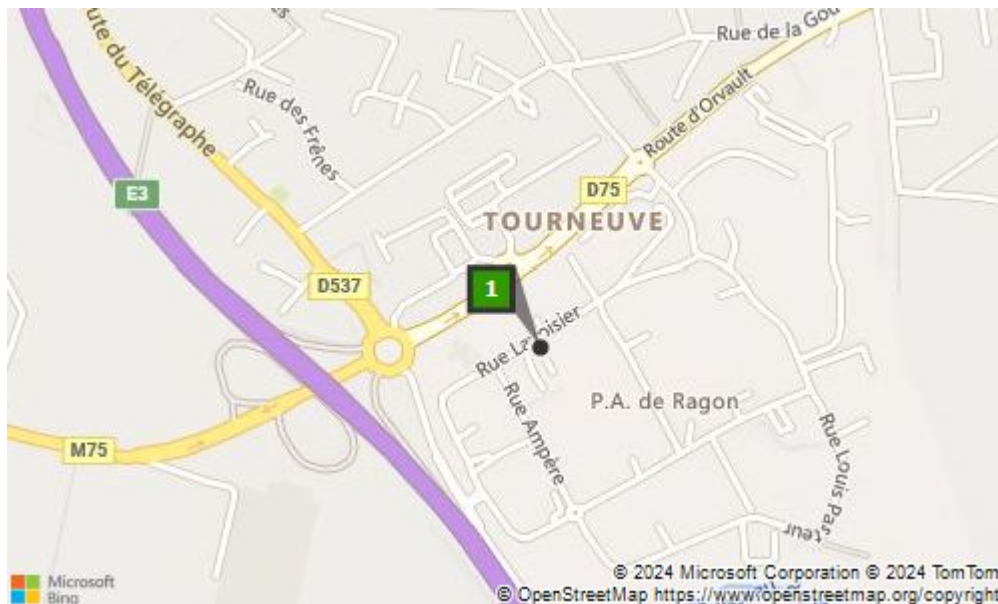 Rue de la Gou
Route du Télégraphe
Rue des Frênes
Route d'Orvault
E3
D75
TOURNEUVE
D537
1
Rue Lavoisier
P.A. de Ragon
Rue Ampère
M75
Rue Louis Pasteur
Microsoft
Bing
© 2024 Microsoft Corporation © 2024 TomTom
© OpenStreetMap https://www.openstreetmap.org/copyright